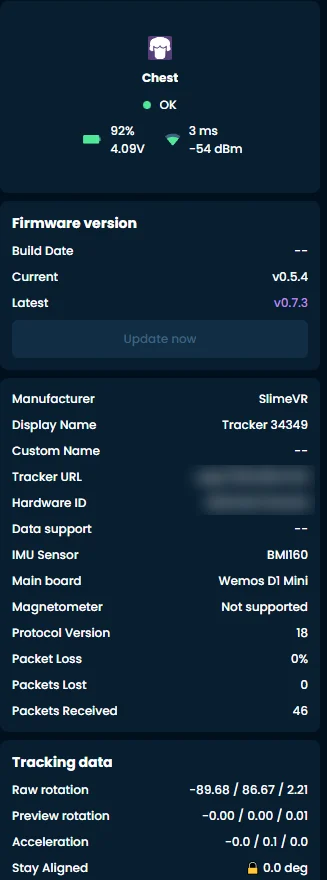 Chest
OK
92% 3 ms
4.09V -54 dBm
Firmware version
Build Date --
Current v0.5.4
Latest v0.7.3
Update now
Manufacturer SlimeVR
Display Name Tracker 34349
Custom Name --
Tracker URL
Hardware ID
Data support --
IMU Sensor BMI160
Main board Wemos D1 Mini
Magnetometer Not supported
Protocol Version 18
Packet Loss 0%
Packets Lost 0
Packets Received 46
Tracking data
Raw rotation -89.68 / 86.67 / 2.21
Preview rotation -0.00 / 0.00 / 0.01
Acceleration -0.0 / 0.1 / 0.0
Stay Aligned 🔒 0.0 deg